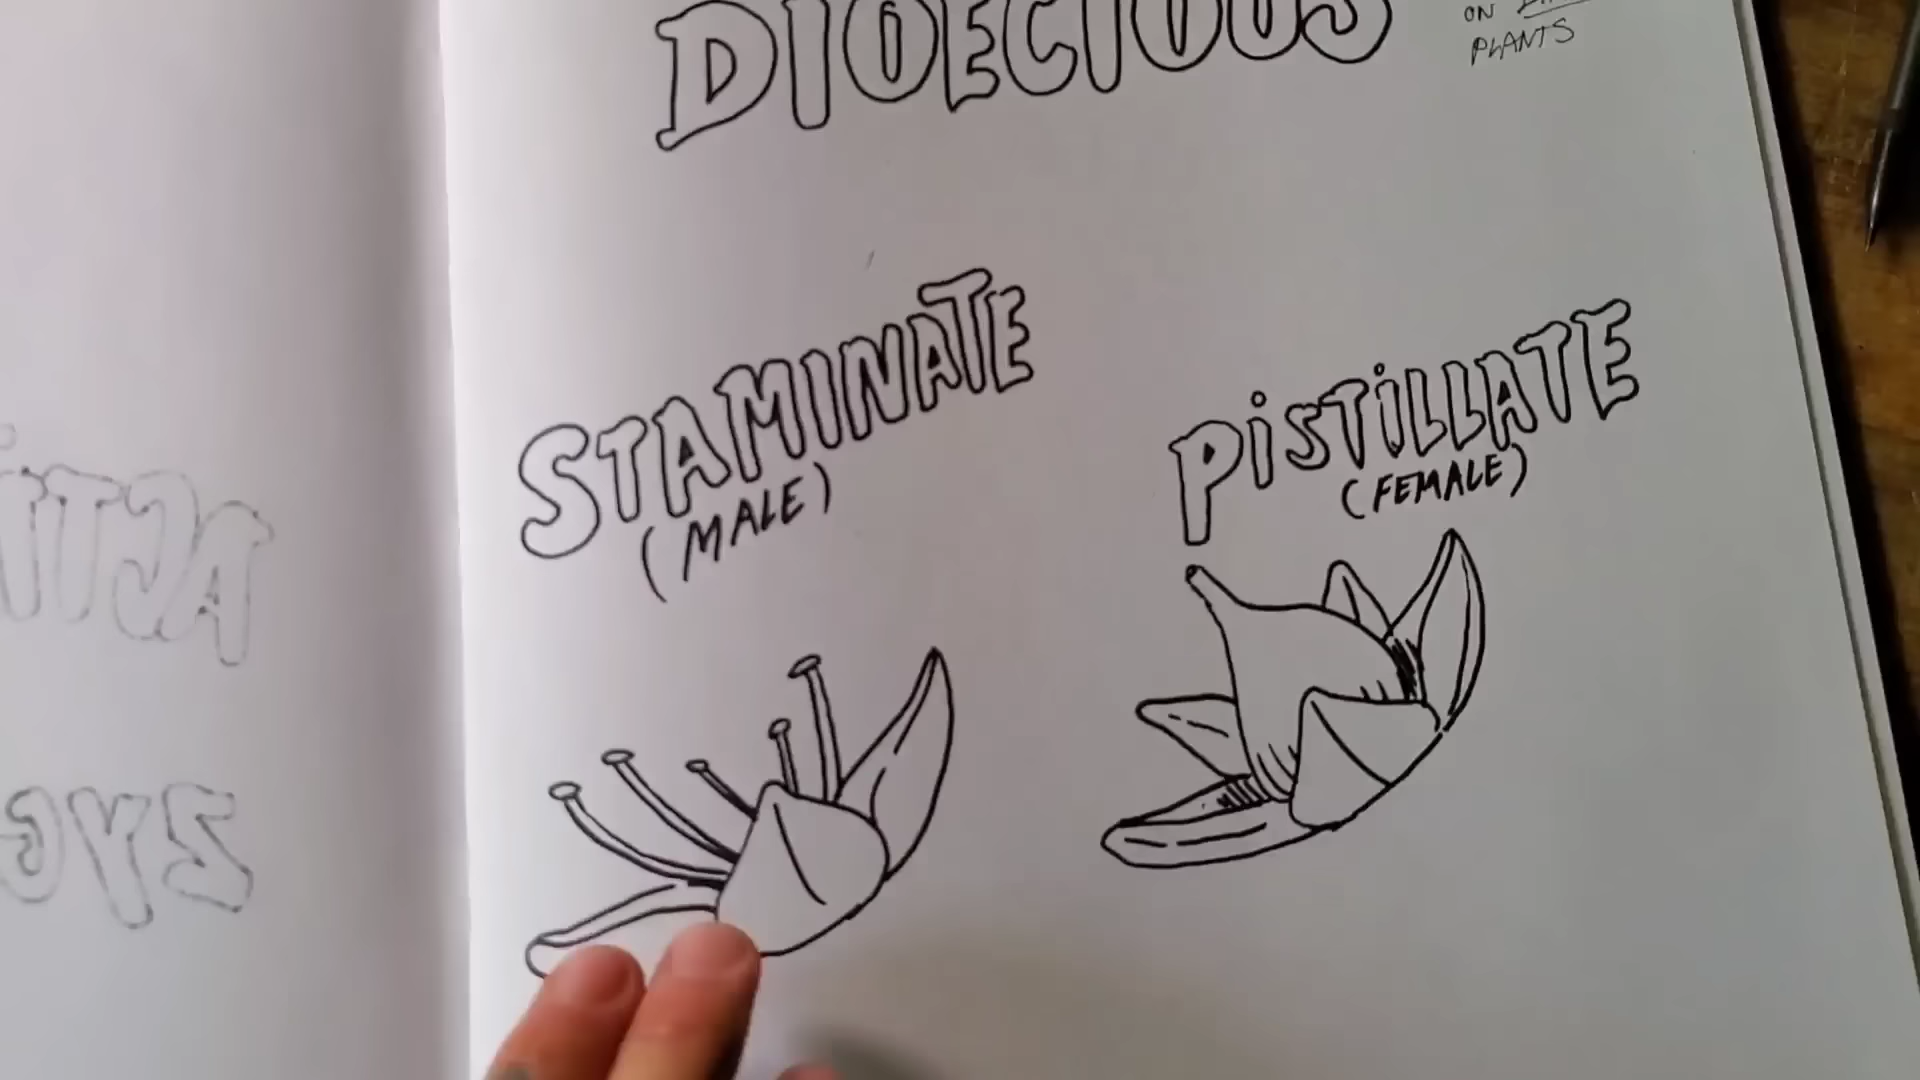 DIOECIOUS
ON
PLANTS
STAMINATE
(MALE)
PiSTiLLATE
(FEMALE)